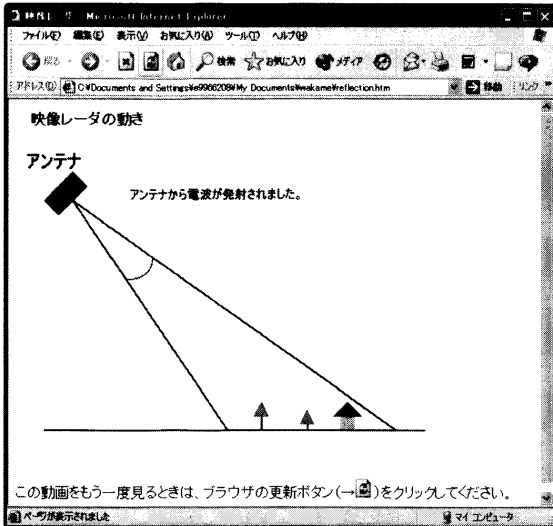 映像レーダ - Microsoft Internet Explorer
ファイル(F) 編集(E) 表示(V) お気に入り(A) ツール(T) ヘルプ(H)
戻る 検索 お気に入り メディア
アドレス(D) C:¥Documents and Settings¥e9966208¥My Documents¥wakame¥reflection.htm 移動 リンク
映像レーダの動き
アンテナ
アンテナから電波が発射されました。
この動画をもう一度見るときは、ブラウザの更新ボタン(→)をクリックしてください。
ページが表示されました マイ コンピュータ